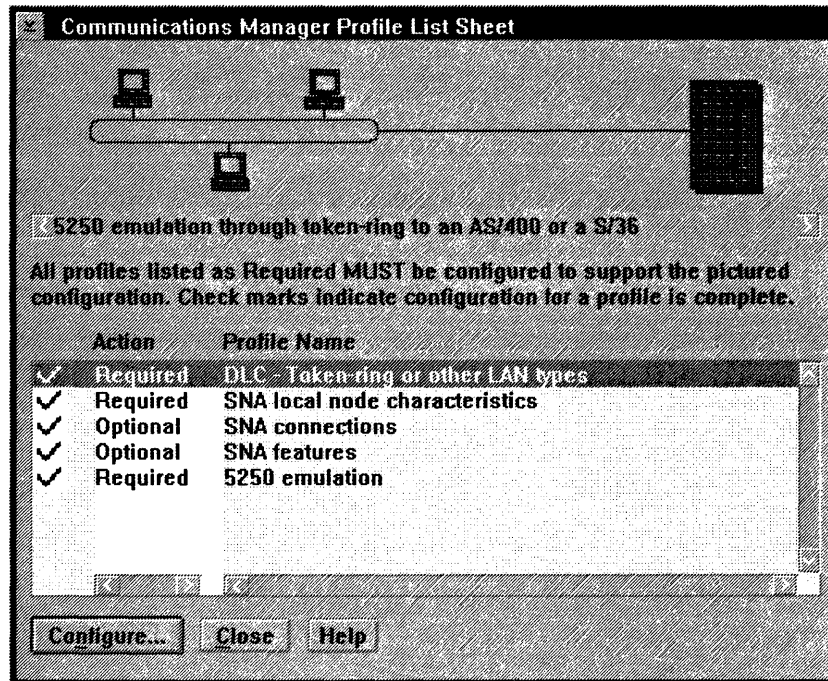 Communications Manager Profile List Sheet
5250 emulation through token-ring to an AS/400 or a S/36
All profiles listed as Required MUST be configured to support the pictured
configuration. Check marks indicate configuration for a profile is complete.
Action Profile Name
✓ Required DLC - Token-ring or other LAN types
✓ Required SNA local node characteristics
✓ Optional SNA connections
✓ Optional SNA features
✓ Required 5250 emulation
Configure... Close Help